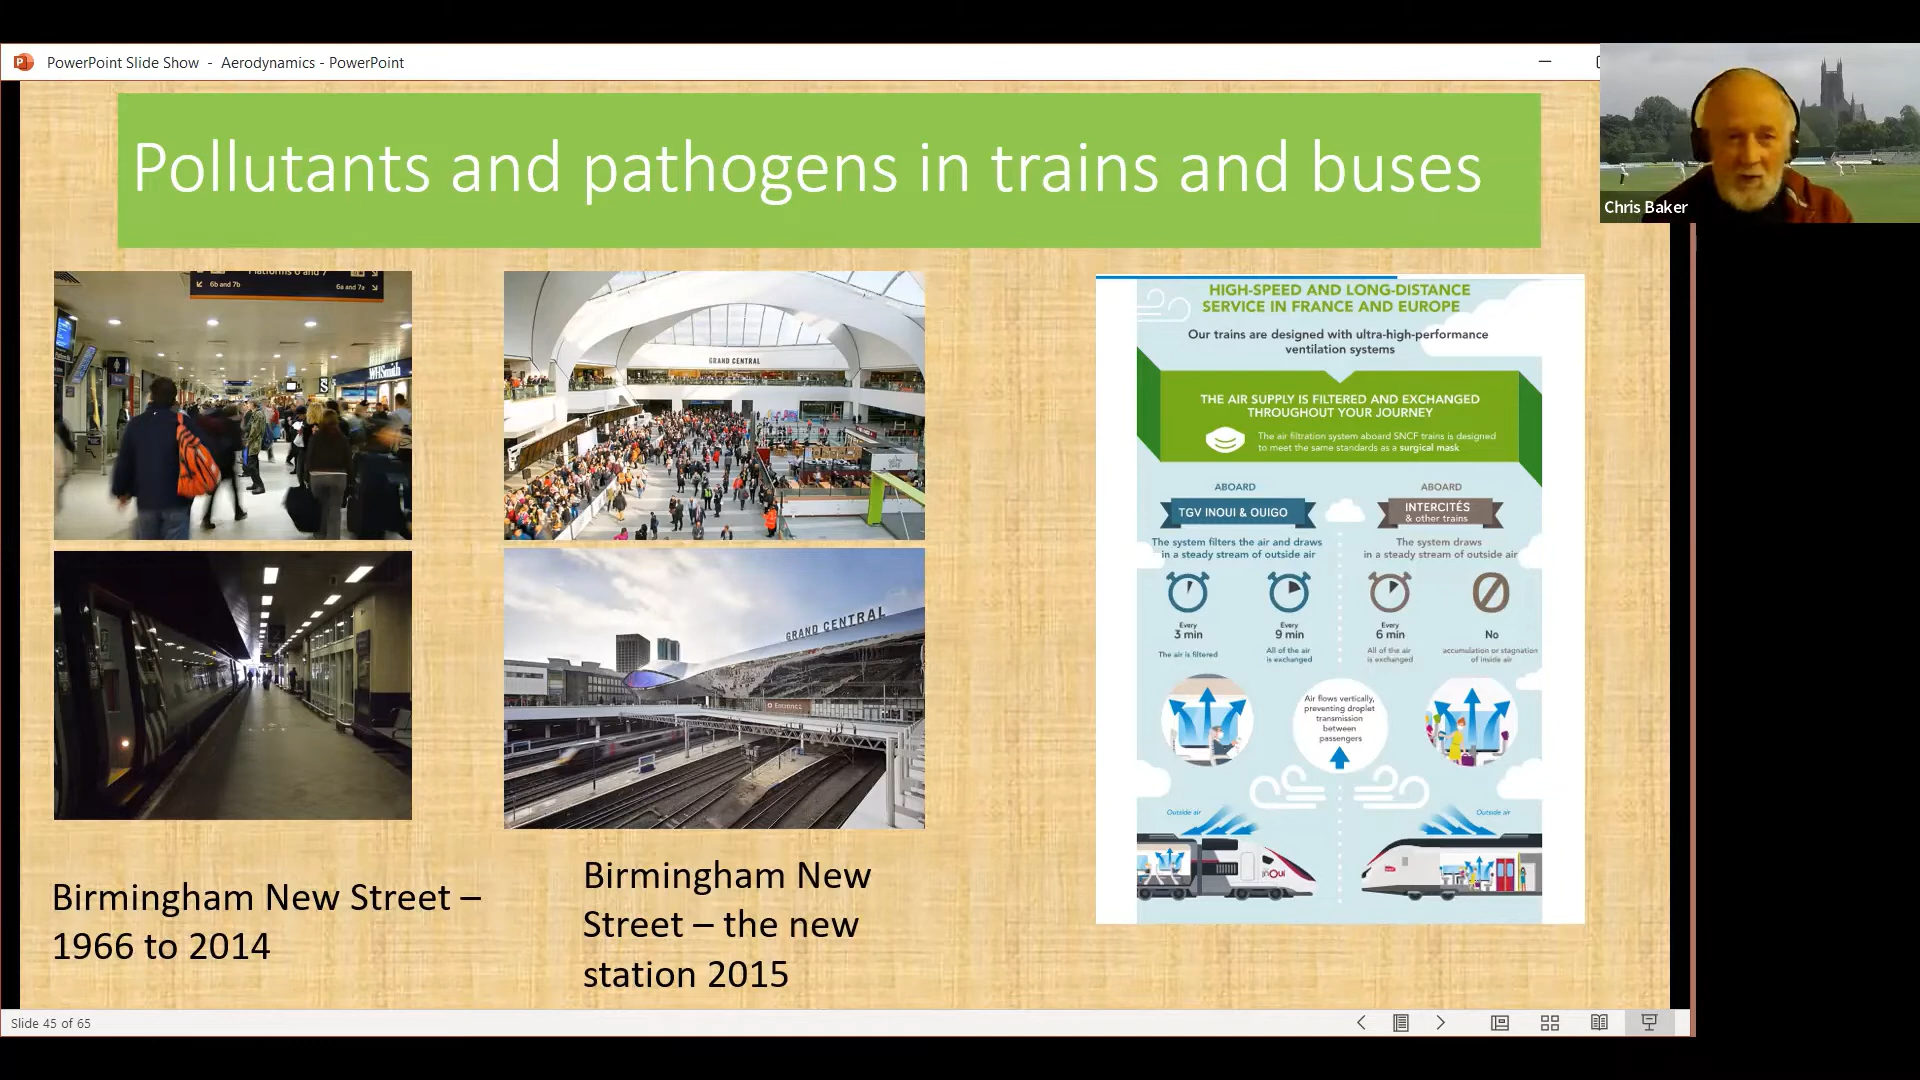 PowerPoint Slide Show - Aerodynamics - PowerPoint
Pollutants and pathogens in trains and buses
Chris Baker
Platforms 6 and 7
6b and 7b
6a and 7a
WHSmith
GRAND CENTRAL
GRAND CENTRAL
Entrance
Birmingham New Street –
1966 to 2014
Birmingham New
Street – the new
station 2015
HIGH-SPEED AND LONG-DISTANCE
SERVICE IN FRANCE AND EUROPE
Our trains are designed with ultra-high-performance
ventilation systems
THE AIR SUPPLY IS FILTERED AND EXCHANGED
THROUGHOUT YOUR JOURNEY
The air filtration system aboard SNCF trains is designed
to meet the same standards as a surgical mask
ABOARD
TGV INOUI & OUIGO
The system filters the air and draws
in a steady stream of outside air
Every
3 min
The air is filtered
Every
9 min
All of the air
is exchanged
ABOARD
INTERCITÉS
& other trains
The system draws
in a steady stream of outside air
Every
6 min
All of the air
is exchanged
No
accumulation or stagnation
of inside air
Air flows vertically,
preventing droplet
transmission
between
passengers
Outside air
Outside air
inOui
Slide 45 of 65